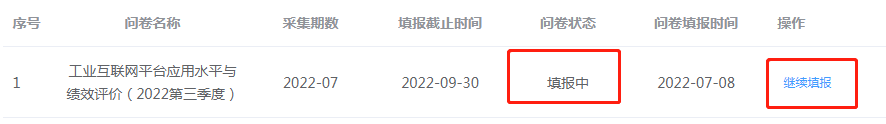 序号 问卷名称 采集期数 填报截止时间 问卷状态 问卷填报时间 操作
1 工业互联网平台应用水平与 2022-07 2022-09-30 填报中 2022-07-08 继续填报
绩效评价（2022第三季度）